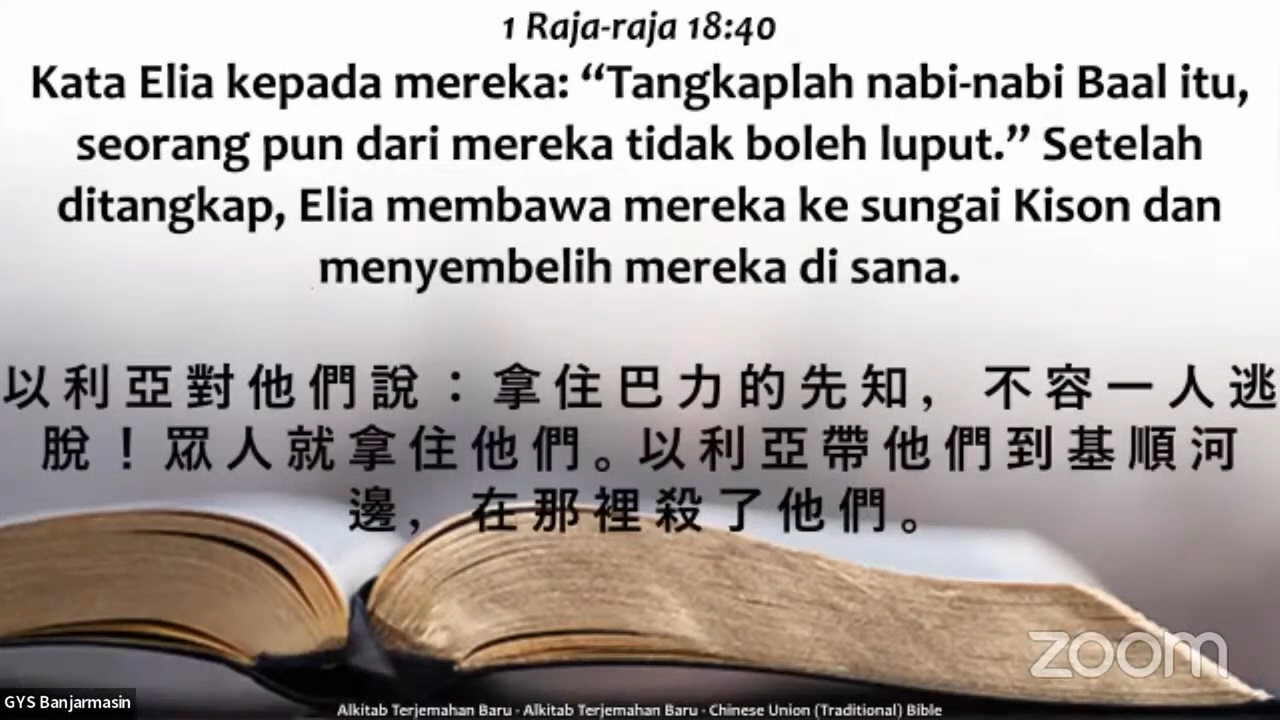 1 Raja-raja 18:40
Kata Elia kepada mereka: “Tangkaplah nabi-nabi Baal itu,
seorang pun dari mereka tidak boleh luput.” Setelah
ditangkap, Elia membawa mereka ke sungai Kison dan
menyembelih mereka di sana.
以利亞對他們說：拿住巴力的先知，不容一人逃
脫！眾人就拿住他們。以利亞帶他們到基順河
邊，在那裡殺了他們。
zoom
GYS Banjarmasin
Alkitab Terjemahan Baru - Alkitab Terjemahan Baru - Chinese Union (Traditional) Bible